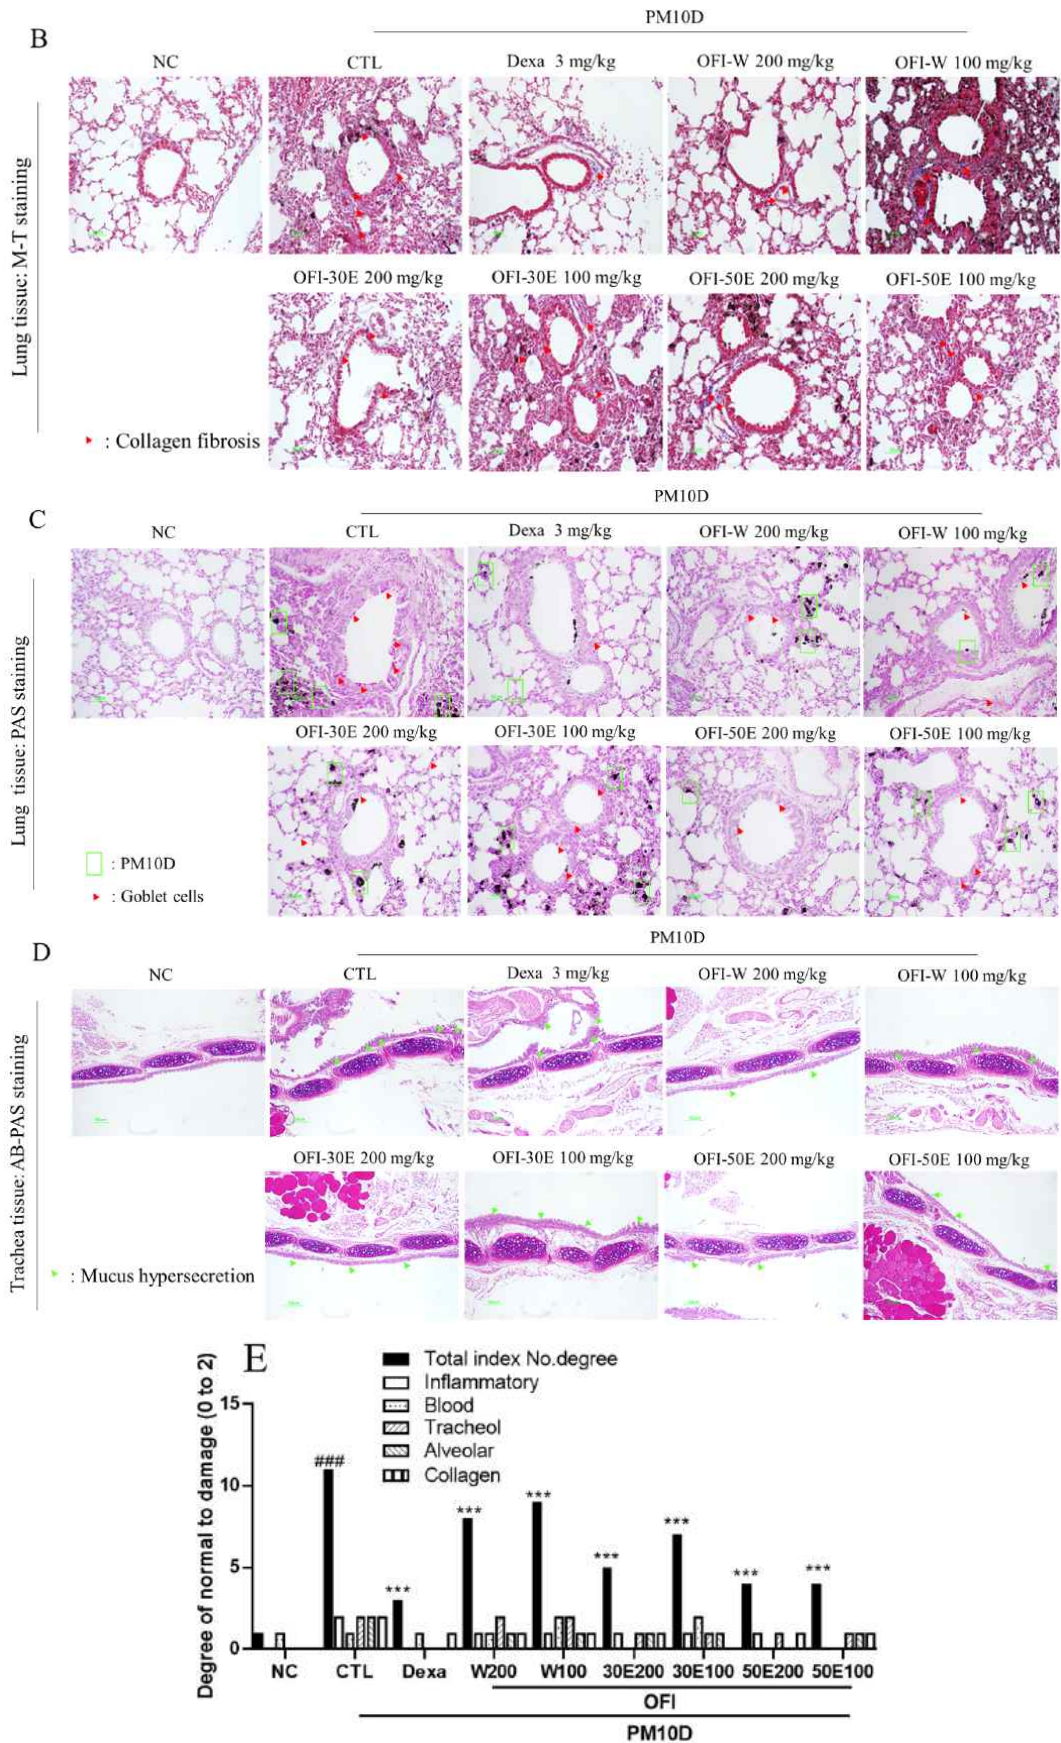 B
PM10D
NC
CTL
Dexa 3 mg/kg
OFI-W 200 mg/kg
OFI-W 100 mg/kg
Lung tissue: M-T staining
OFI-30E 200 mg/kg
OFI-30E 100 mg/kg
OFI-50E 200 mg/kg
OFI-50E 100 mg/kg
: Collagen fibrosis
C
PM10D
NC
CTL
Dexa 3 mg/kg
OFI-W 200 mg/kg
OFI-W 100 mg/kg
Lung tissue: PAS staining
OFI-30E 200 mg/kg
OFI-30E 100 mg/kg
OFI-50E 200 mg/kg
OFI-50E 100 mg/kg
: PM10D
: Goblet cells
D
PM10D
NC
CTL
Dexa 3 mg/kg
OFI-W 200 mg/kg
OFI-W 100 mg/kg
Trachea tissue: AB-PAS staining
OFI-30E 200 mg/kg
OFI-30E 100 mg/kg
OFI-50E 200 mg/kg
OFI-50E 100 mg/kg
: Mucus hypersecretion
E
Total index No.degree
Inflammatory
Blood
Tracheol
Alveolar
Collagen
Degree of normal to damage (0 to 2)
15
10
5
0
###
***
***
***
***
***
***
***
NC
CTL
Dexa
W200
W100
30E200
30E100
50E200
50E100
OFI
PM10D